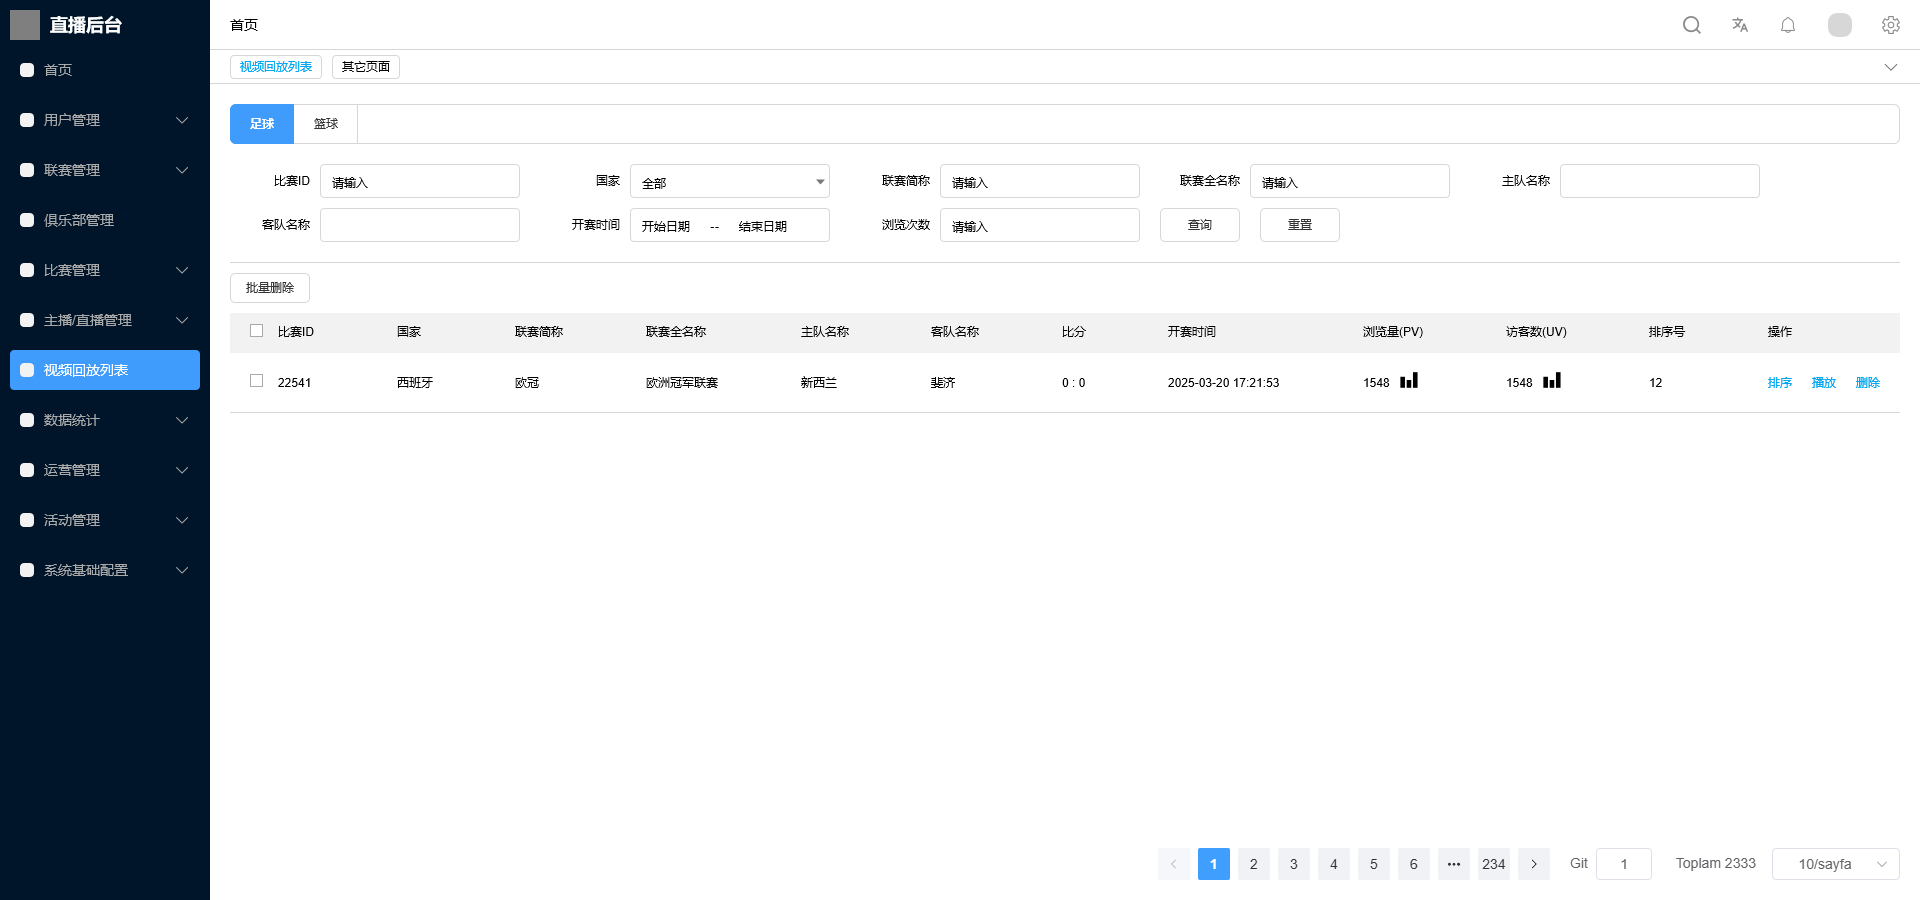 直播后台
首页
用户管理
联赛管理
俱乐部管理
比赛管理
主播/直播管理
视频回放列表
数据统计
运营管理
活动管理
系统基础配置
首页
视频回放列表 其它页面
足球 篮球
比赛ID 请输入 国家 全部 联赛简称 请输入 联赛全名称 请输入 主队名称
客队名称 开赛时间 开始日期 -- 结束日期 浏览次数 请输入 查询 重置
批量删除
比赛ID 国家 联赛简称 联赛全名称 主队名称 客队名称 比分 开赛时间 浏览量(PV) 访客数(UV) 排序号 操作
22541 西班牙 欧冠 欧洲冠军联赛 新西兰 斐济 0 : 0 2025-03-20 17:21:53 1548 1548 12 排序 播放 删除
1 2 3 4 5 6 ••• 234 Git 1 Toplam 2333 10/sayfa